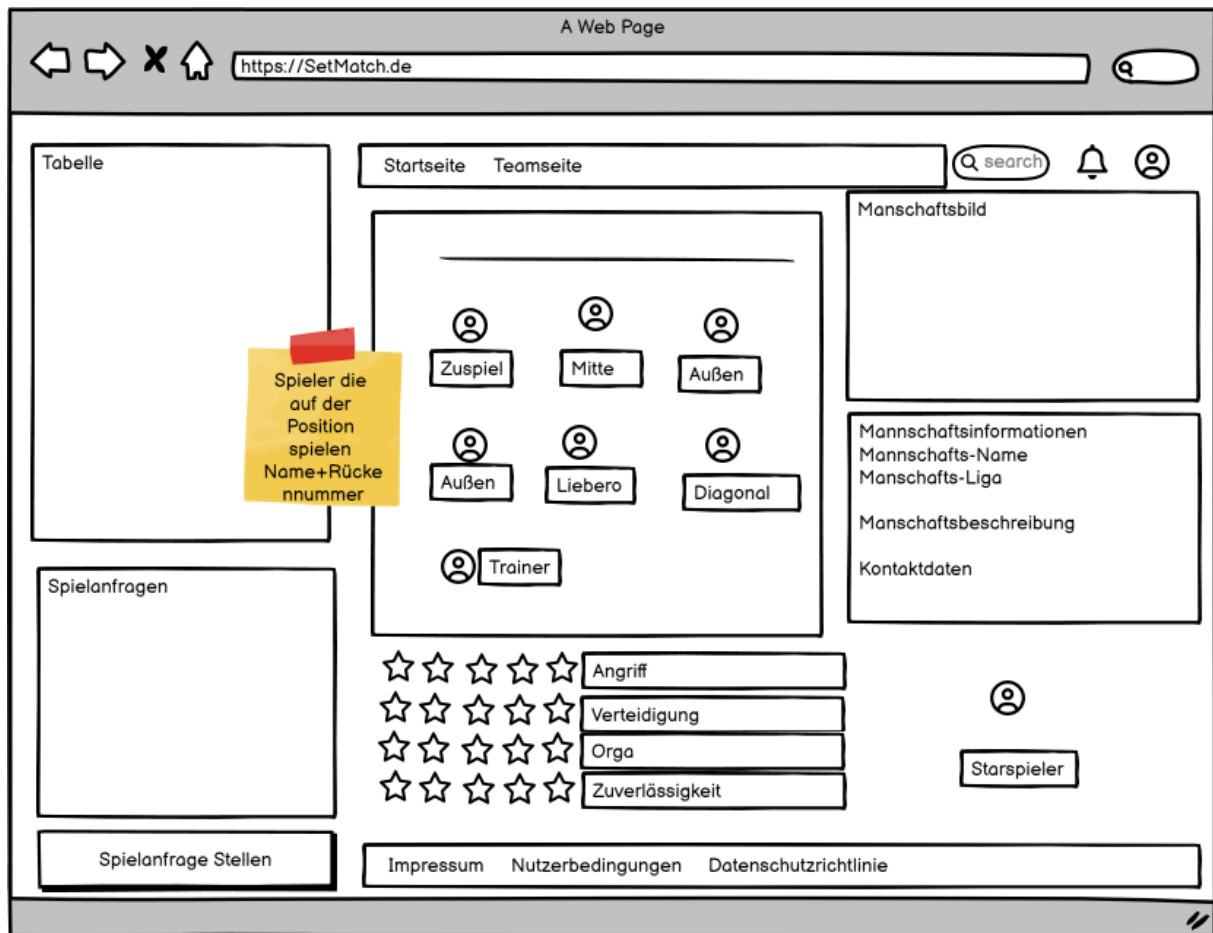 A Web Page
https://SetMatch.de
Tabelle
Startseite Teamseite
search
Manschaftsbild
Zuspiel
Mitte
Außen
Spieler die
auf der
Position
spielen
Name+Rücke
nnummer
Außen
Liebero
Diagonal
Trainer
Mannschaftsinformationen
Mannschafts-Name
Manschafts-Liga
Manschaftsbeschreibung
Kontaktdaten
Spielanfragen
Angriff
Verteidigung
Orga
Zuverlässigkeit
Starspieler
Spielanfrage Stellen
Impressum Nutzerbedingungen Datenschutzrichtlinie